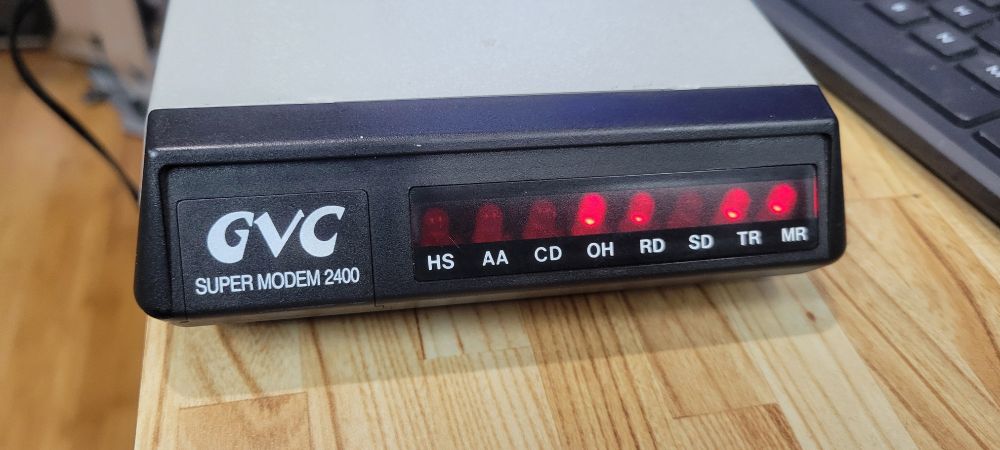 GVC
SUPER MODEM 2400
HS AA CD OH RD SD TR MR